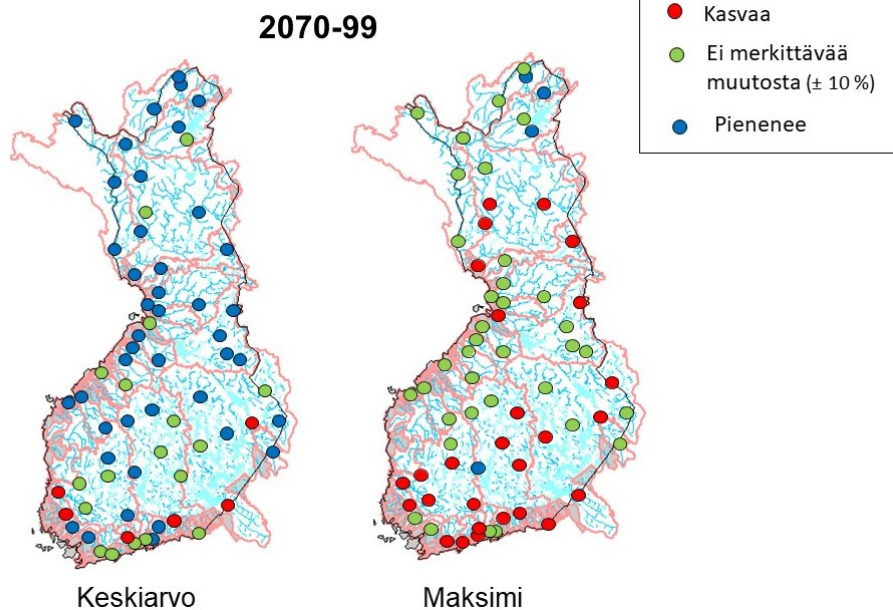 2070-99
Kasvaa
Ei merkittävää
muutosta (± 10 %)
Pienenee
Keskiarvo
Maksimi